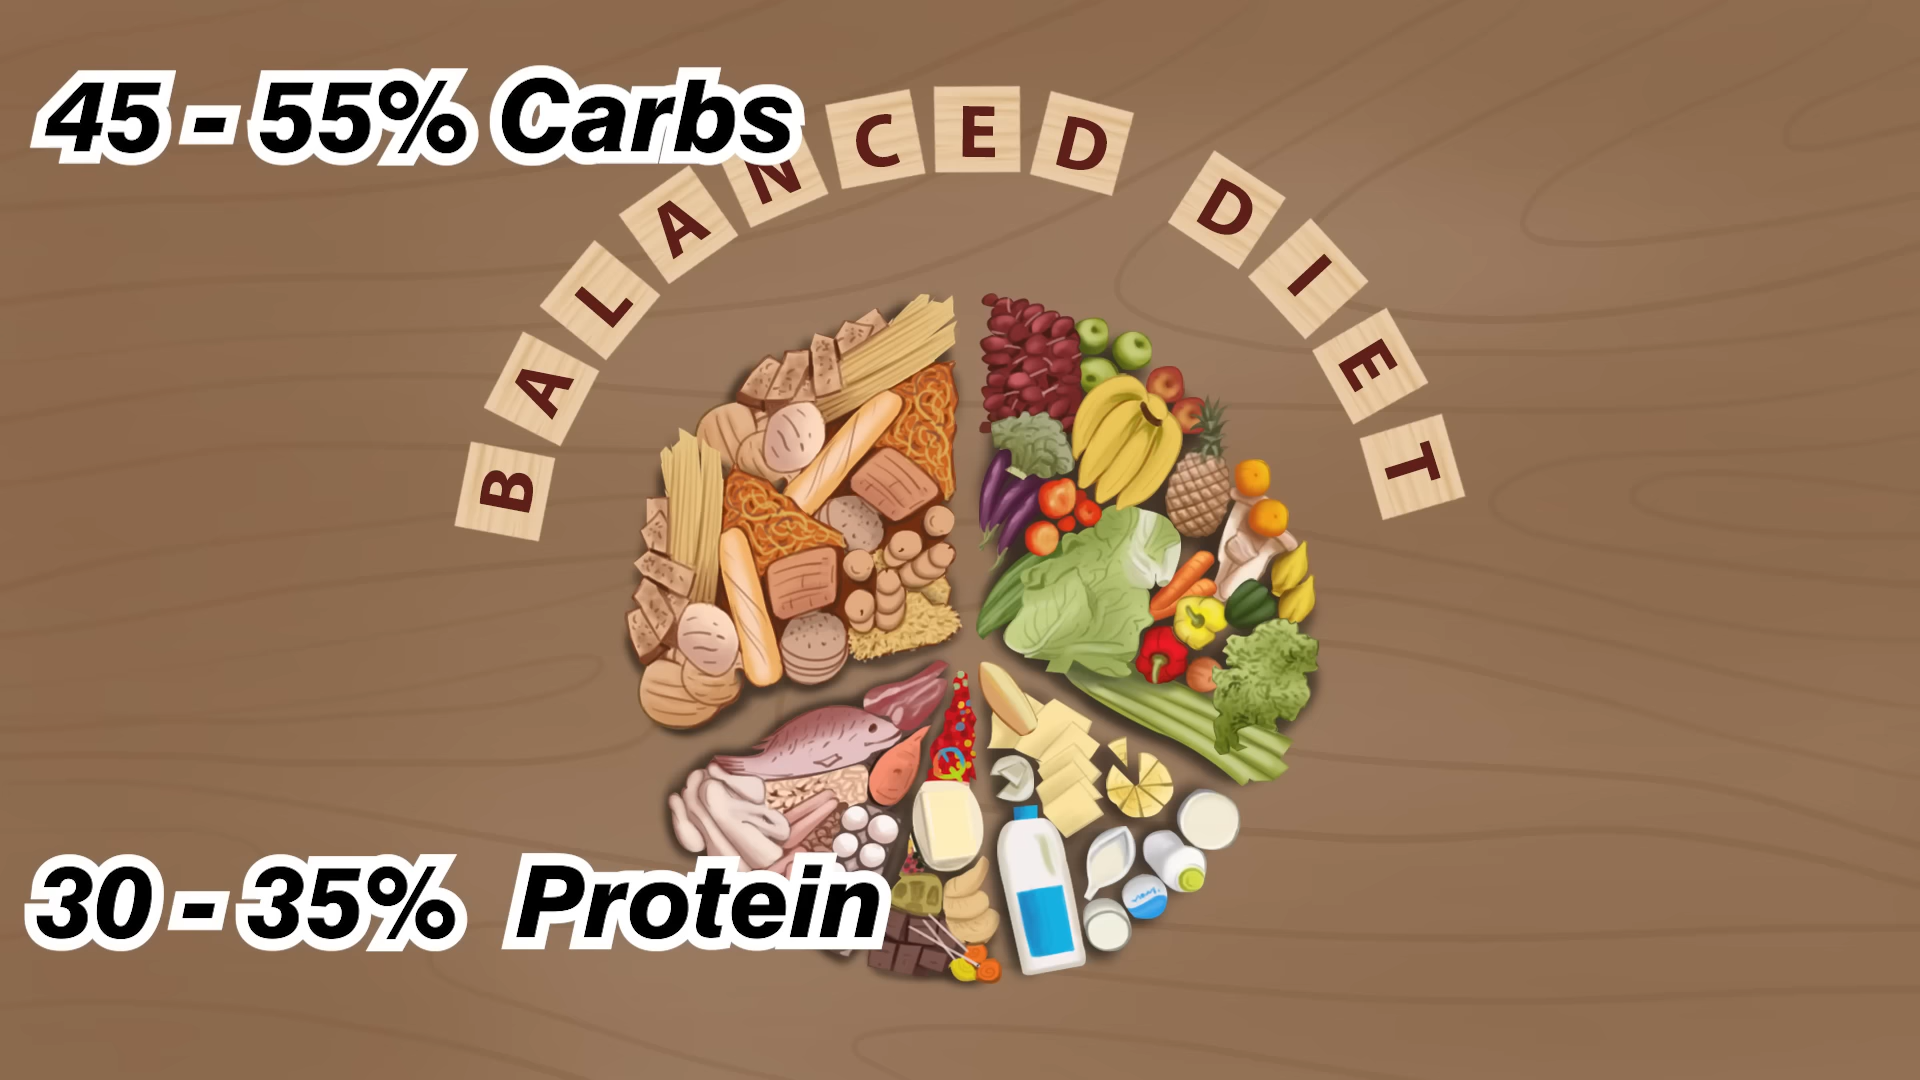 45 - 55% Carbs
BALANCED DIET
30 - 35% Protein